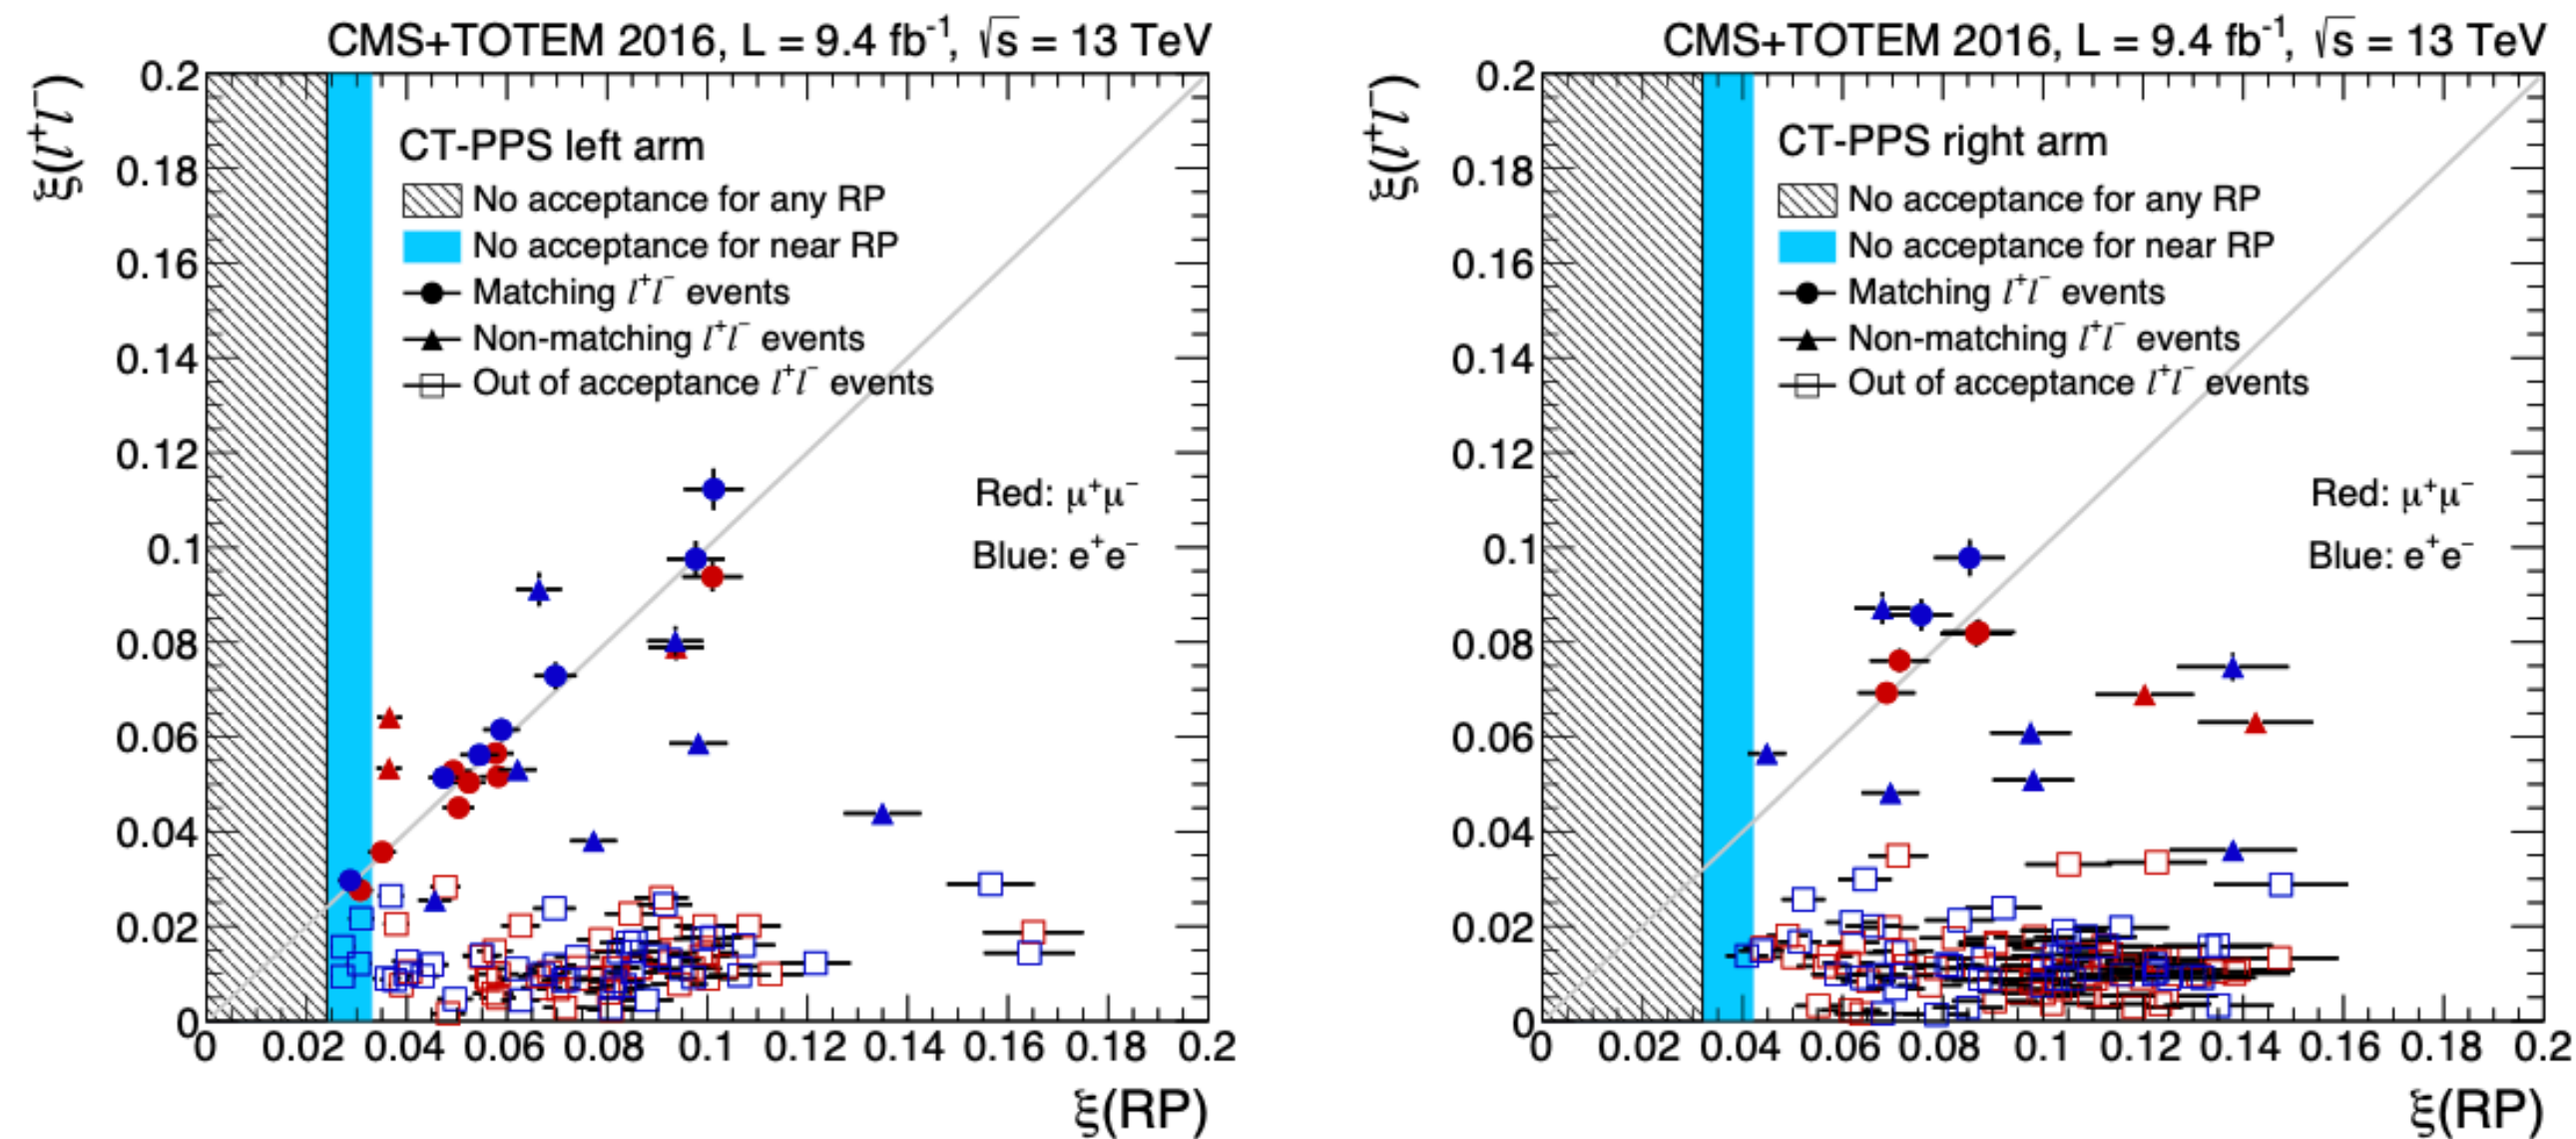 CMS+TOTEM 2016, L = 9.4 fb⁻¹, √s = 13 TeV
ξ(l⁺l⁻)
0.2
0.18
0.16
0.14
0.12
0.1
0.08
0.06
0.04
0.02
0
CT-PPS left arm
No acceptance for any RP
No acceptance for near RP
Matching l⁺l⁻ events
Non-matching l⁺l⁻ events
Out of acceptance l⁺l⁻ events
Red: μ⁺μ⁻
Blue: e⁺e⁻
0 0.02 0.04 0.06 0.08 0.1 0.12 0.14 0.16 0.18 0.2
ξ(RP)
CMS+TOTEM 2016, L = 9.4 fb⁻¹, √s = 13 TeV
ξ(l⁺l⁻)
0.2
0.18
0.16
0.14
0.12
0.1
0.08
0.06
0.04
0.02
0
CT-PPS right arm
No acceptance for any RP
No acceptance for near RP
Matching l⁺l⁻ events
Non-matching l⁺l⁻ events
Out of acceptance l⁺l⁻ events
Red: μ⁺μ⁻
Blue: e⁺e⁻
0 0.02 0.04 0.06 0.08 0.1 0.12 0.14 0.16 0.18 0.2
ξ(RP)